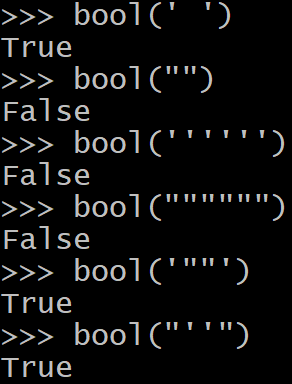 >>> bool(' ')
True
>>> bool("")
False
>>> bool('''''')
False
>>> bool("""""")
False
>>> bool('""')
True
>>> bool("''")
True